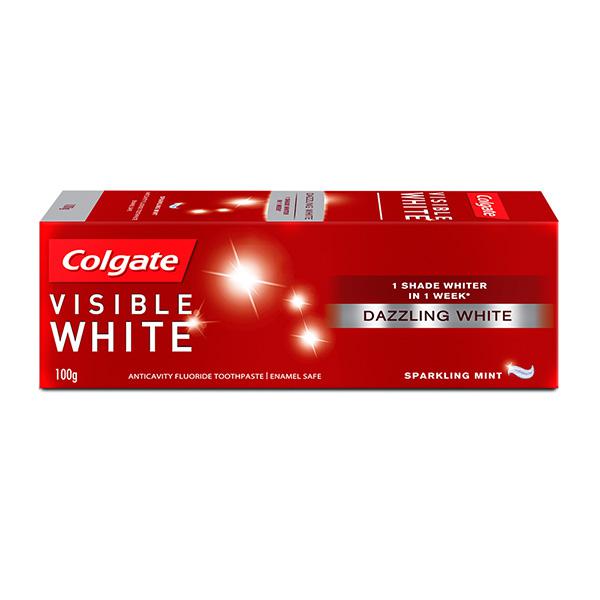 100g
DAZZLING WHITE
VISIBLE
WHITE
Colgate
Colgate
VISIBLE
WHITE
100g
ANTICAVITY FLUORIDE TOOTHPASTE | ENAMEL SAFE
1 SHADE WHITER
IN 1 WEEK*
DAZZLING WHITE
SPARKLING MINT